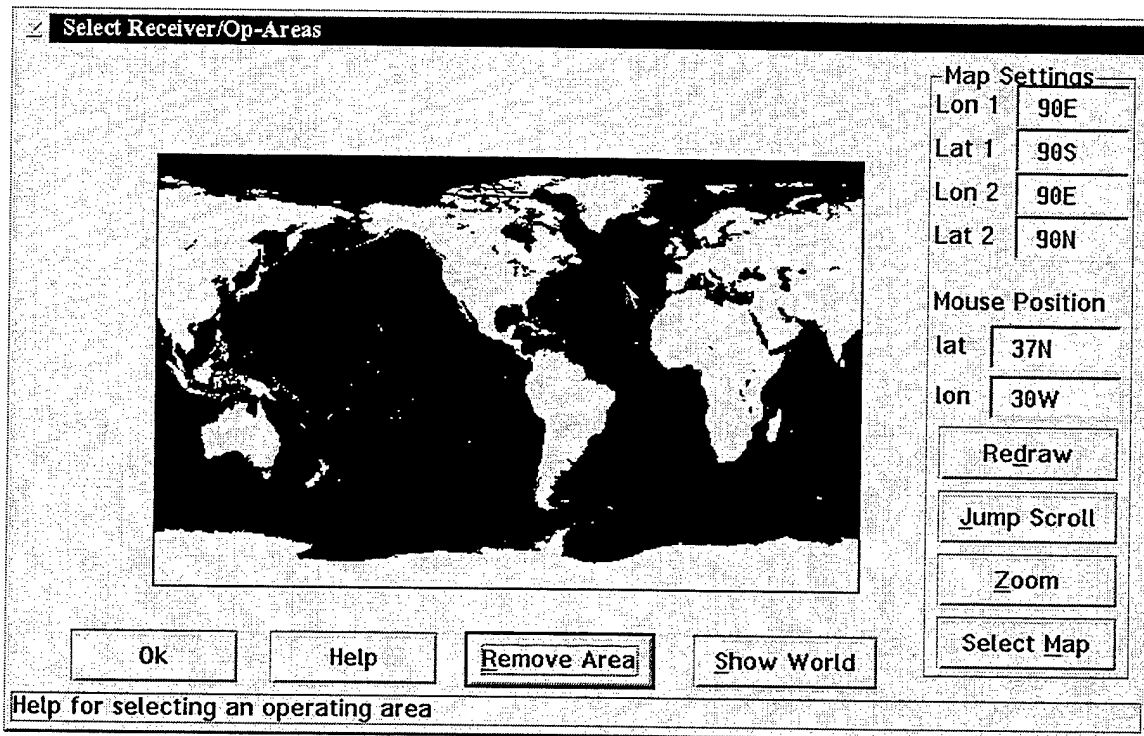 Select Receiver/Op-Areas
Map Settings
Lon 1 90E
Lat 1 90S
Lon 2 90E
Lat 2 90N
Mouse Position
lat 37N
lon 30W
Redraw
Jump Scroll
Zoom
Select Map
Ok Help Remove Area Show World
Help for selecting an operating area